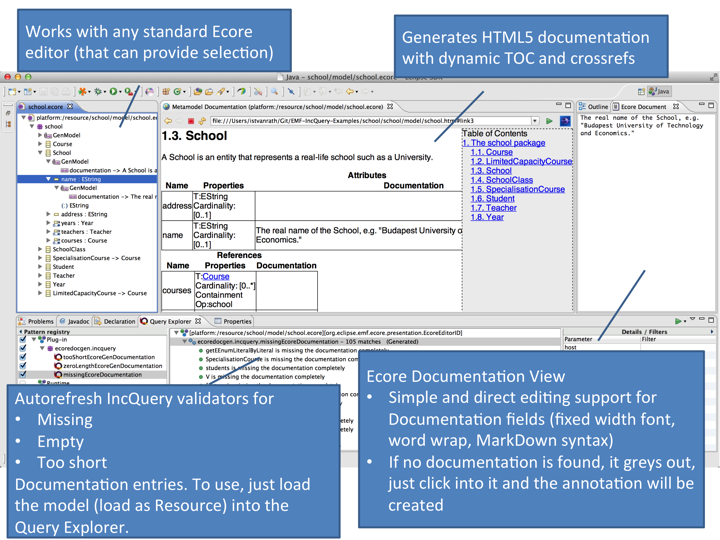 Works with any standard Ecore
editor (that can provide selection)
Generates HTML5 documentation
with dynamic TOC and crossrefs
Java – school/model/school.ecore
Java
school.ecore
Metamodel Documentation (platform:/resource/school/model/school.ecore)
Outline
Ecore Document
platform:/resource/school/model/school.e
school
GenModel
Course
School
GenModel
documentation -> A School is a
name : EString
GenModel
documentation -> The real r
EString
address : EString
years : Year
teachers : Teacher
courses : Course
SchoolClass
SpecialisationCourse -> Course
Student
Teacher
Year
LimitedCapacityCourse -> Course
file:///Users/istvanrath/Git/EMF-IncQuery-Examples/school/model/school.html#link3
1.3. School
A School is an entity that represents a real-life school such as a University.
Attributes
Name Properties Documentation
address T:EString
Cardinality:
[0..1]
name T:EString
Cardinality:
[0..1]
The real name of the School, e.g. "Budapest University o
Economics."
References
Name Properties Documentation
courses T:Course
Cardinality: [0..*]
Containment
Op:school
Table of Contents
1. The school package
1.1. Course
1.2. LimitedCapacityCourse
1.3. School
1.4. SchoolClass
1.5. SpecialisationCourse
1.6. Student
1.7. Teacher
1.8. Year
The real name of the School, e.g.
"Budapest University of Technology
and Economics."
Problems
Javadoc
Declaration
Query Explorer
Properties
Pattern registry
Plug-in
ecoredocgen.incquery
tooShortEcoreGenDocumentation
zeroLengthEcoreGenDocumentation
missingEcoreDocumentation
Runtime
[platform:/resource/school/model/school.ecore][org.eclipse.emf.ecore.presentation.EcoreEditorID]
ecoredocgen.incquery.missingEcoreDocumentation - 105 matches (Generated)
getEnumLiteralByLiteral is missing the documentation completely
SpecialisationCourse is missing the documentation
students is missing the documentation completely
V is missing the documentation completely
Details / Filters
Parameter Filter
host
Autorefresh IncQuery validators for
• Missing
• Empty
• Too short
Documentation entries. To use, just load
the model (load as Resource) into the
Query Explorer.
Ecore Documentation View
• Simple and direct editing support for
Documentation fields (fixed width font,
word wrap, MarkDown syntax)
• If no documentation is found, it greys out,
just click into it and the annotation will be
created